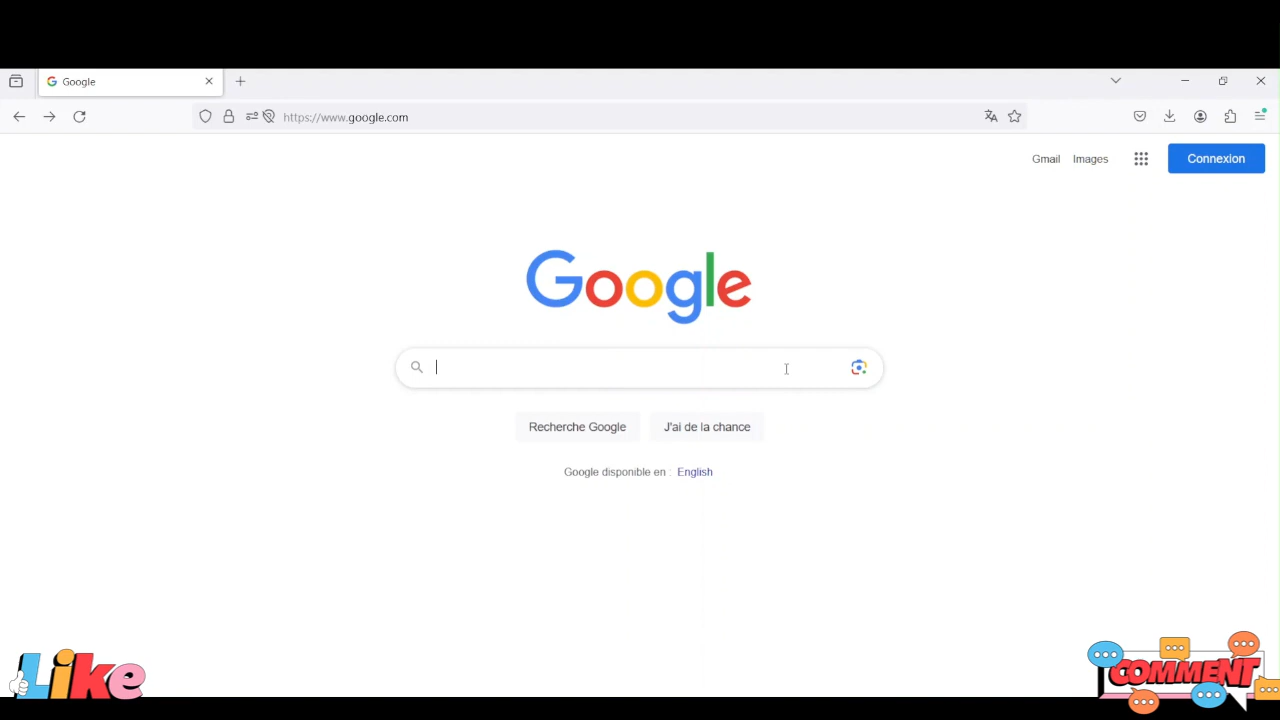 Google
https://www.google.com
Gmail Images Connexion
Google
Recherche Google J'ai de la chance
Google disponible en : English
Like
COMMENT